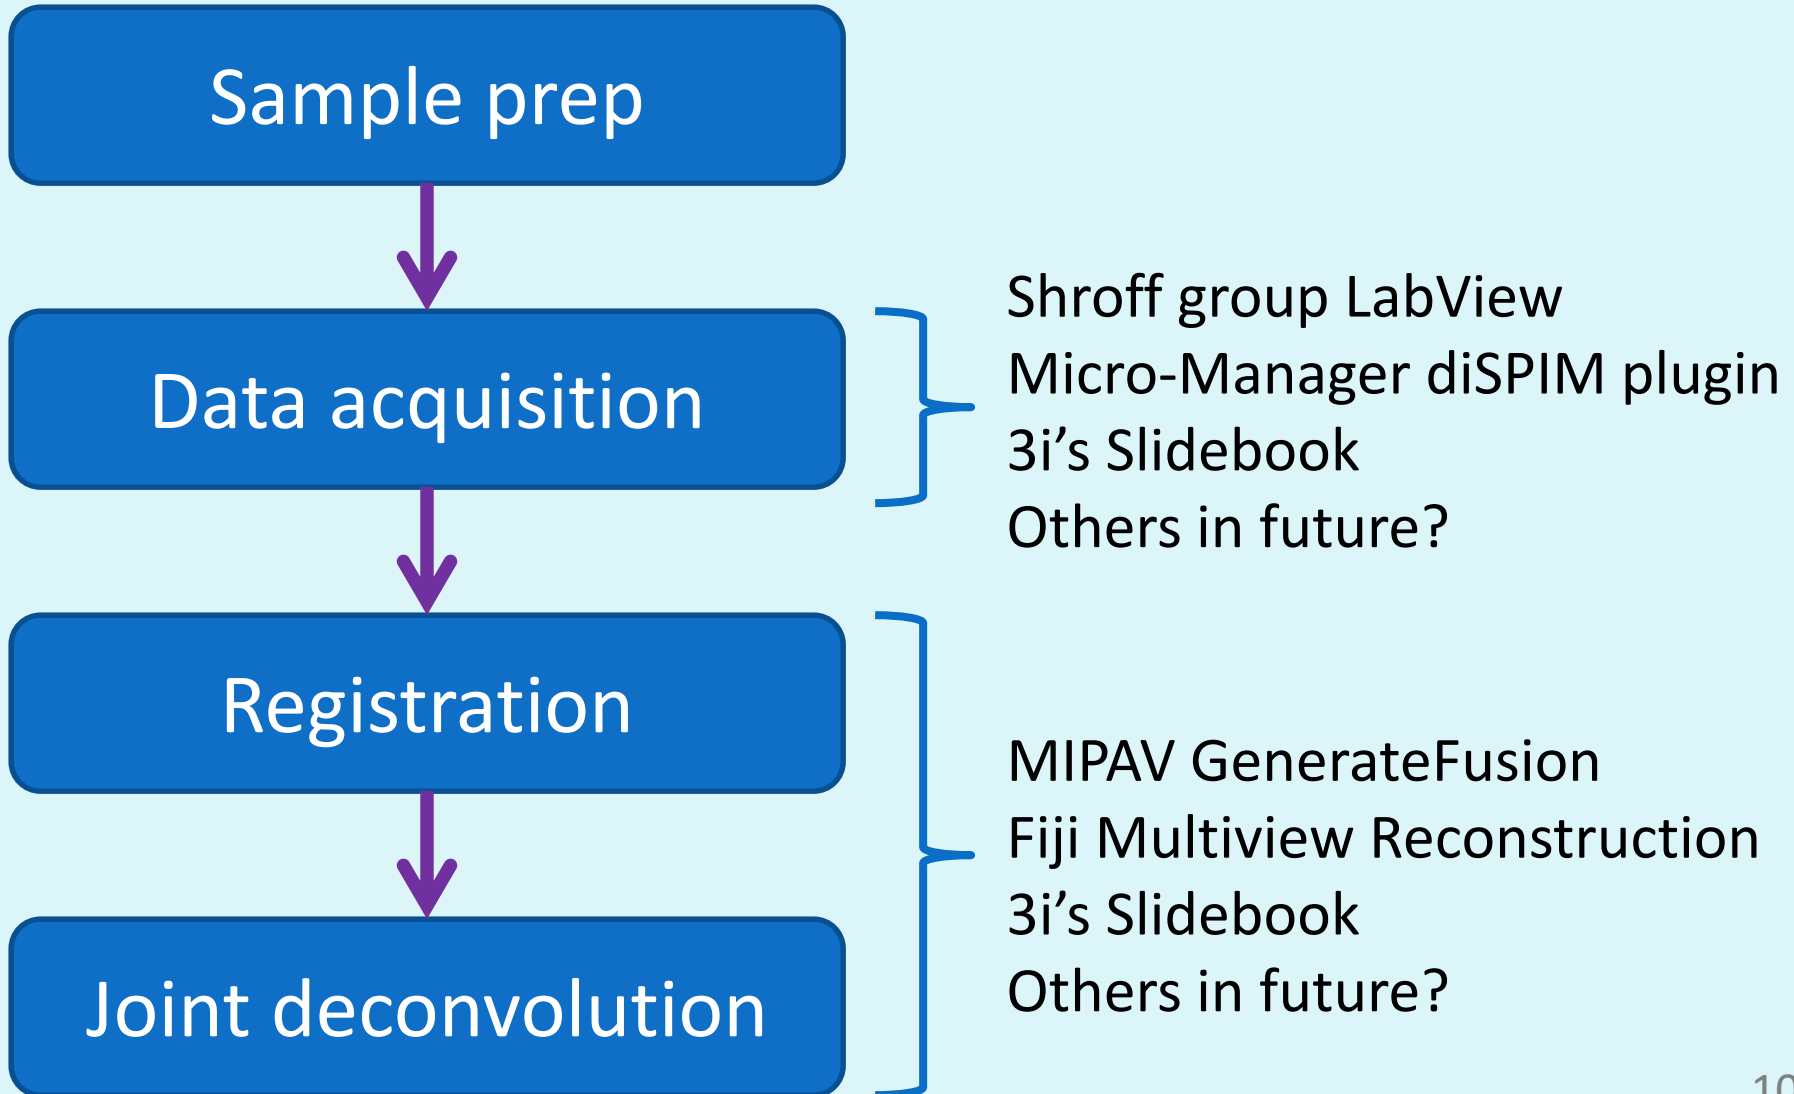 Sample prep
Data acquisition
Shroff group LabView
Micro-Manager diSPIM plugin
3i’s Slidebook
Others in future?
Registration
Joint deconvolution
MIPAV GenerateFusion
Fiji Multiview Reconstruction
3i’s Slidebook
Others in future?
10